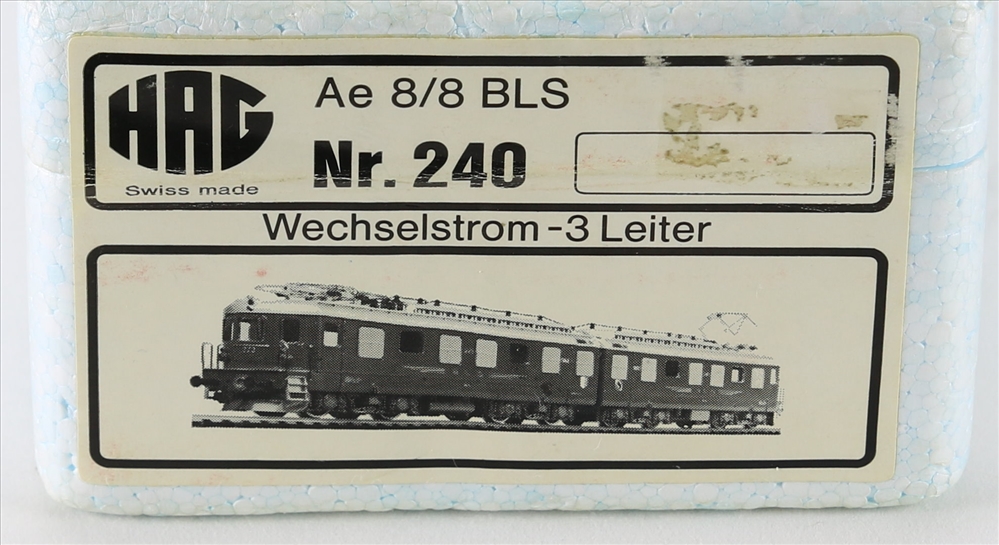 HAG
Swiss made
Ae 8/8 BLS
Nr. 240
Wechselstrom-3 Leiter